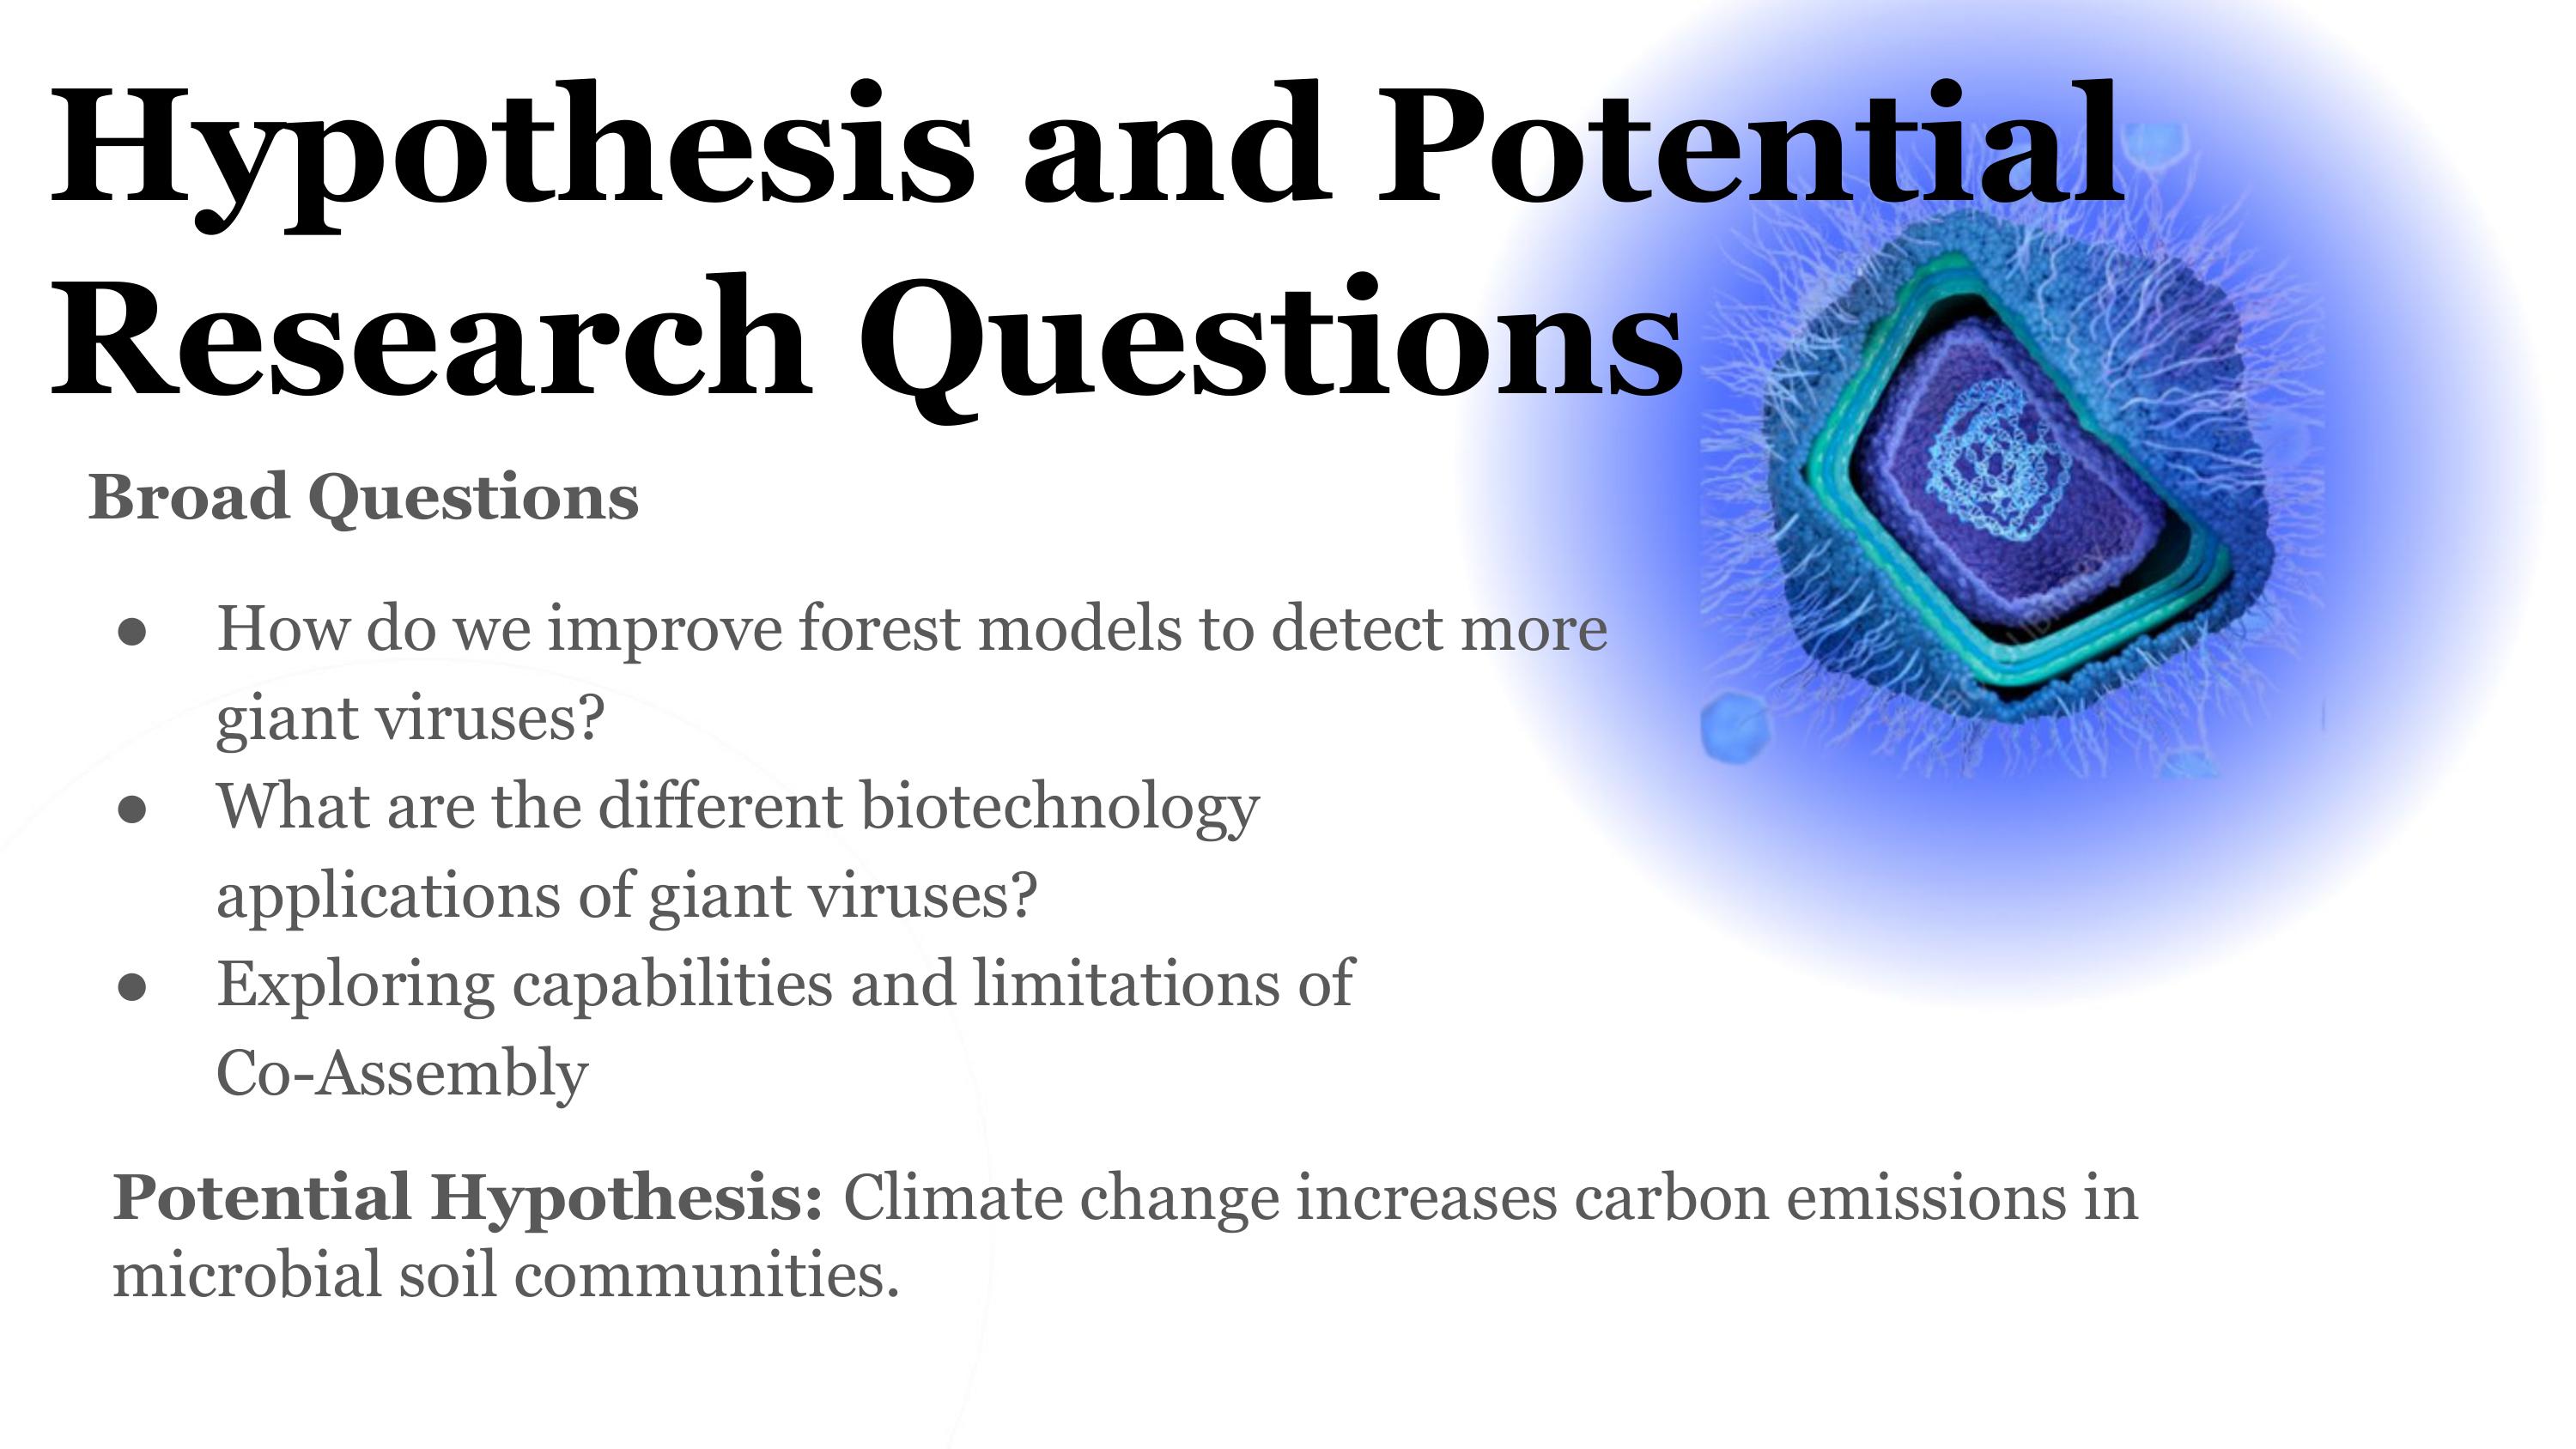 Hypothesis and Potential
Research Questions
Broad Questions
● How do we improve forest models to detect more
giant viruses?
● What are the different biotechnology
applications of giant viruses?
● Exploring capabilities and limitations of
Co-Assembly
Potential Hypothesis: Climate change increases carbon emissions in
microbial soil communities.